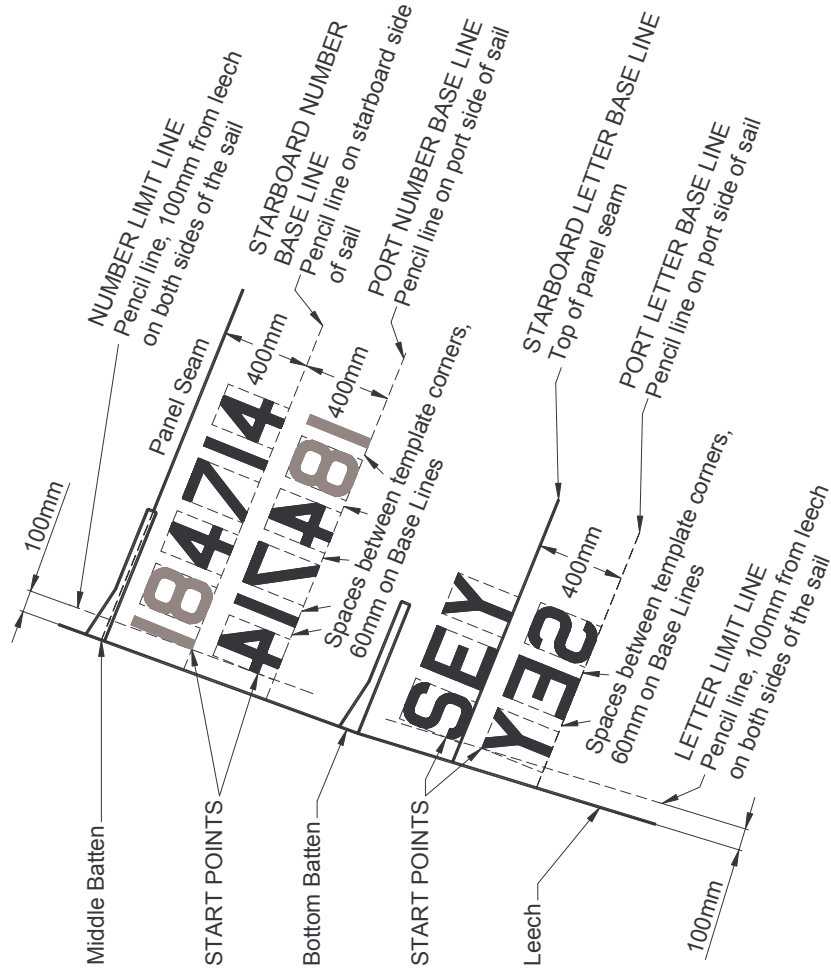 NUMBER LIMIT LINE
Pencil line, 100mm from leech
on both sides of the sail
STARBOARD NUMBER
BASE LINE
Pencil line on starboard side
of sail
PORT NUMBER BASE LINE
Pencil line on port side of sail
100mm
Panel Seam
400mm
184714
400mm
417481
Spaces between template corners,
60mm on Base Lines
STARBOARD LETTER BASE LINE
Top of panel seam
PORT LETTER BASE LINE
Pencil line on port side of sail
SEY
400mm
YES
Spaces between template corners,
60mm on Base Lines
LETTER LIMIT LINE
Pencil line, 100mm from leech
on both sides of the sail
Middle Batten
START POINTS
Bottom Batten
START POINTS
Leech
100mm